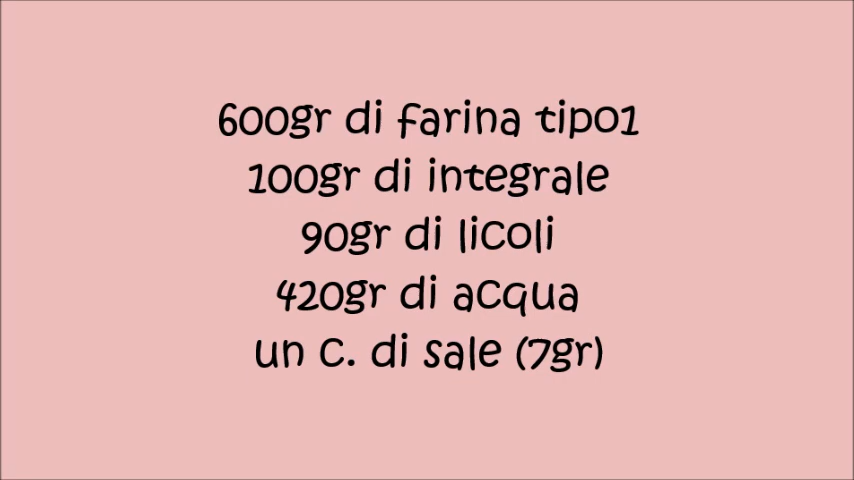 600gr di farina tipo1
100gr di integrale
90gr di licoli
420gr di acqua
un c. di sale (7gr)